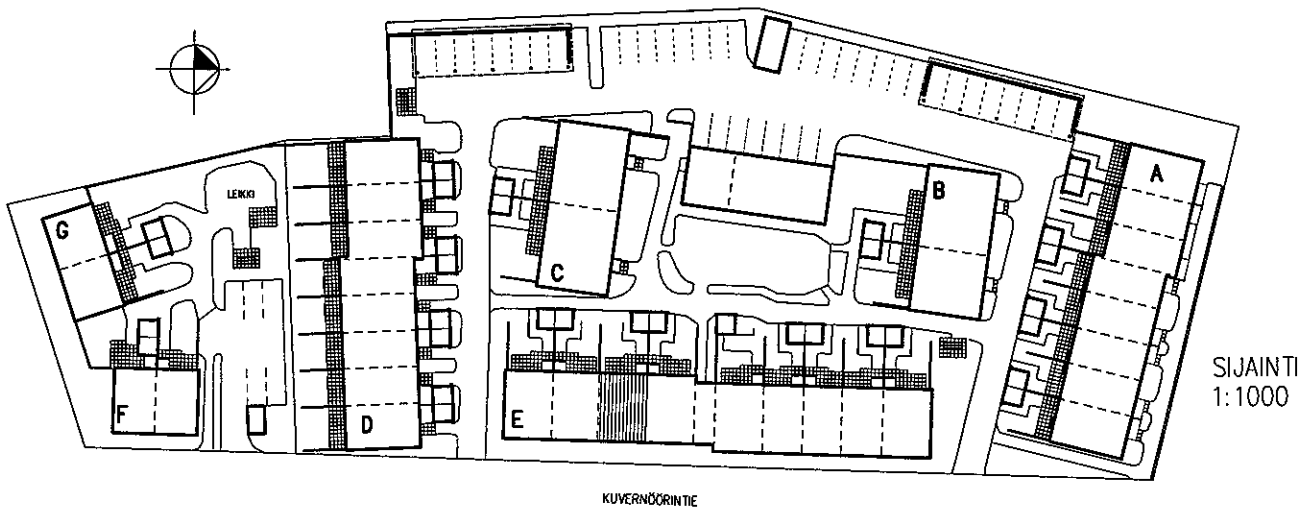 A
B
C
G
LEIKKI
F
D
E
SIJAINTI
1:1000
KUVERNÖÖRINTIE